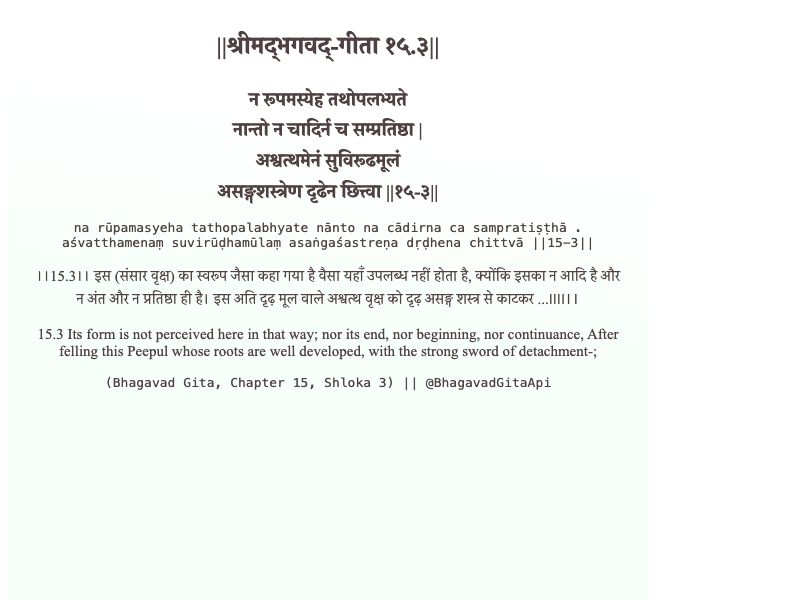 ||श्रीमद्‍भगवद्‍-गीता १५.३||
न रूपमस्येह तथोपलभ्यते
नान्तो न चादिर्न च सम्प्रतिष्ठा |
अश्वत्थमेनं सुविरूढमूलं
असङ्गशस्त्रेण दृढेन छित्त्वा ||१५-३||
na rūpamasyeha tathopalabhyate nānto na cādirna ca sampratiṣṭhā .
aśvatthamenaṃ suvirūḍhamūlaṃ asaṅgaśastreṇa dṛḍhena chittvā ||15-3||
।।15.3।। इस (संसार वृक्ष) का स्वरूप जैसा कहा गया है वैसा यहाँ उपलब्ध नहीं होता है, क्योंकि इसका न आदि है और
न अंत और न प्रतिष्ठा ही है। इस अति दृढ़ मूल वाले अश्वत्थ वृक्ष को दृढ़ असङ्ग शस्त्र से काटकर ...৷৷৷৷।।
15.3 Its form is not perceived here in that way; nor its end, nor beginning, nor continuance, After
felling this Peepul whose roots are well developed, with the strong sword of detachment-;
(Bhagavad Gita, Chapter 15, Shloka 3) || @BhagavadGitaApi